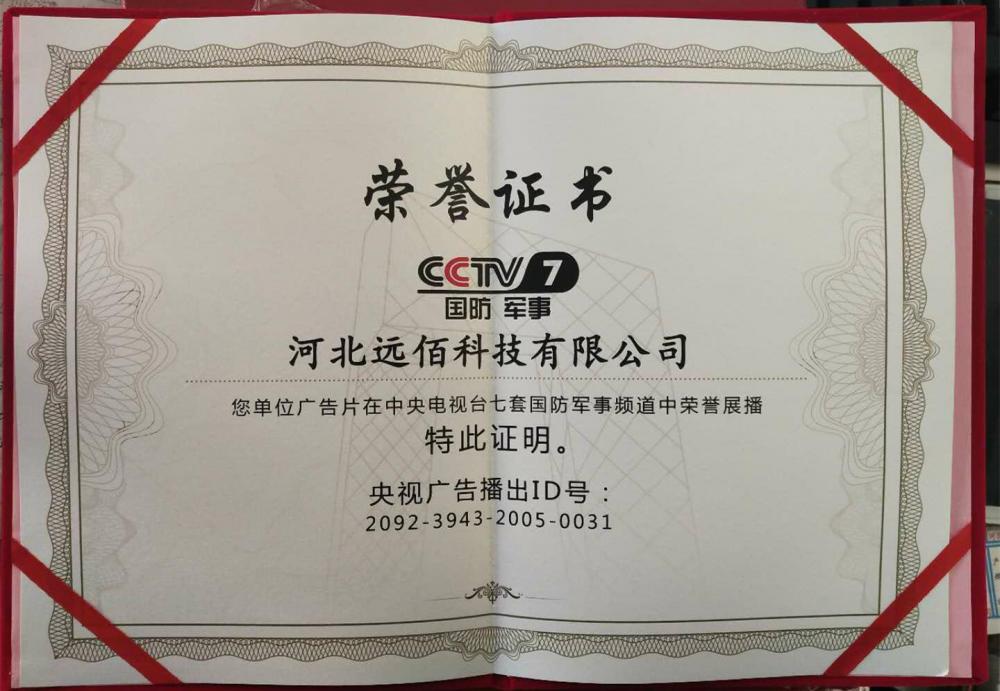 荣誉证书
CCTV 7
国防 军事
河北远佰科技有限公司
您单位广告片在中央电视台七套国防军事频道中荣誉展播
特此证明。
央视广告播出ID号：
2092-3943-2005-0031